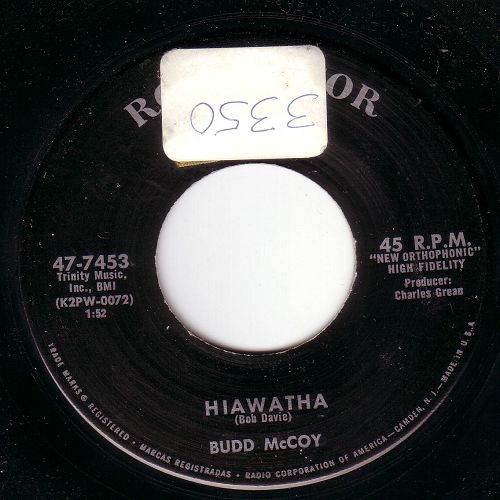 3350
47-7453
Trinity Music,
Inc., BMI
(K2PW-0072)
1:52
45 R.P.M.
"NEW ORTHOPHONIC"
HIGH FIDELITY
Producer:
Charles Grean
HIAWATHA
(Bob Davie)
BUDD McCOY
TRADE MARKS ® REGISTERED • MARCAS REGISTRADAS • RADIO CORPORATION OF AMERICA—CAMDEN, N. J.—MADE IN U.S.A.